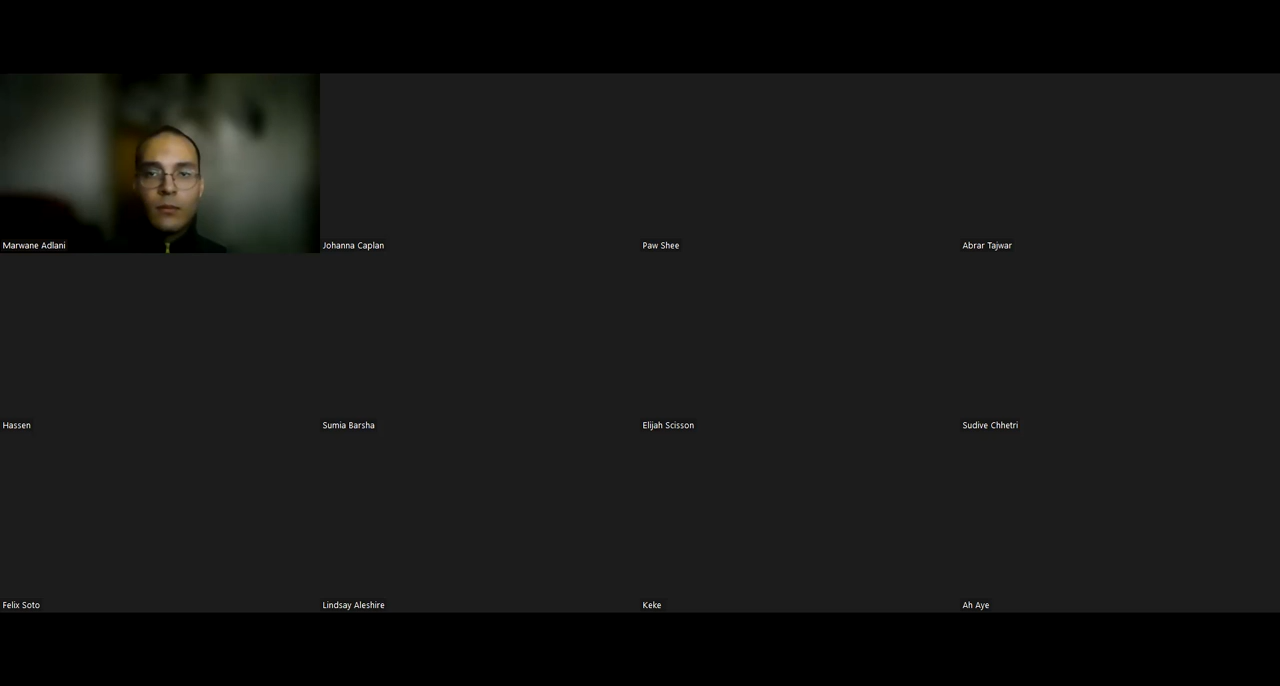 Marwane Adlani
Johanna Caplan
Paw Shee
Abrar Tajwar
Hassen
Sumia Barsha
Elijah Scisson
Sudive Chhetri
Felix Soto
Lindsay Aleshire
Keke
Ah Aye